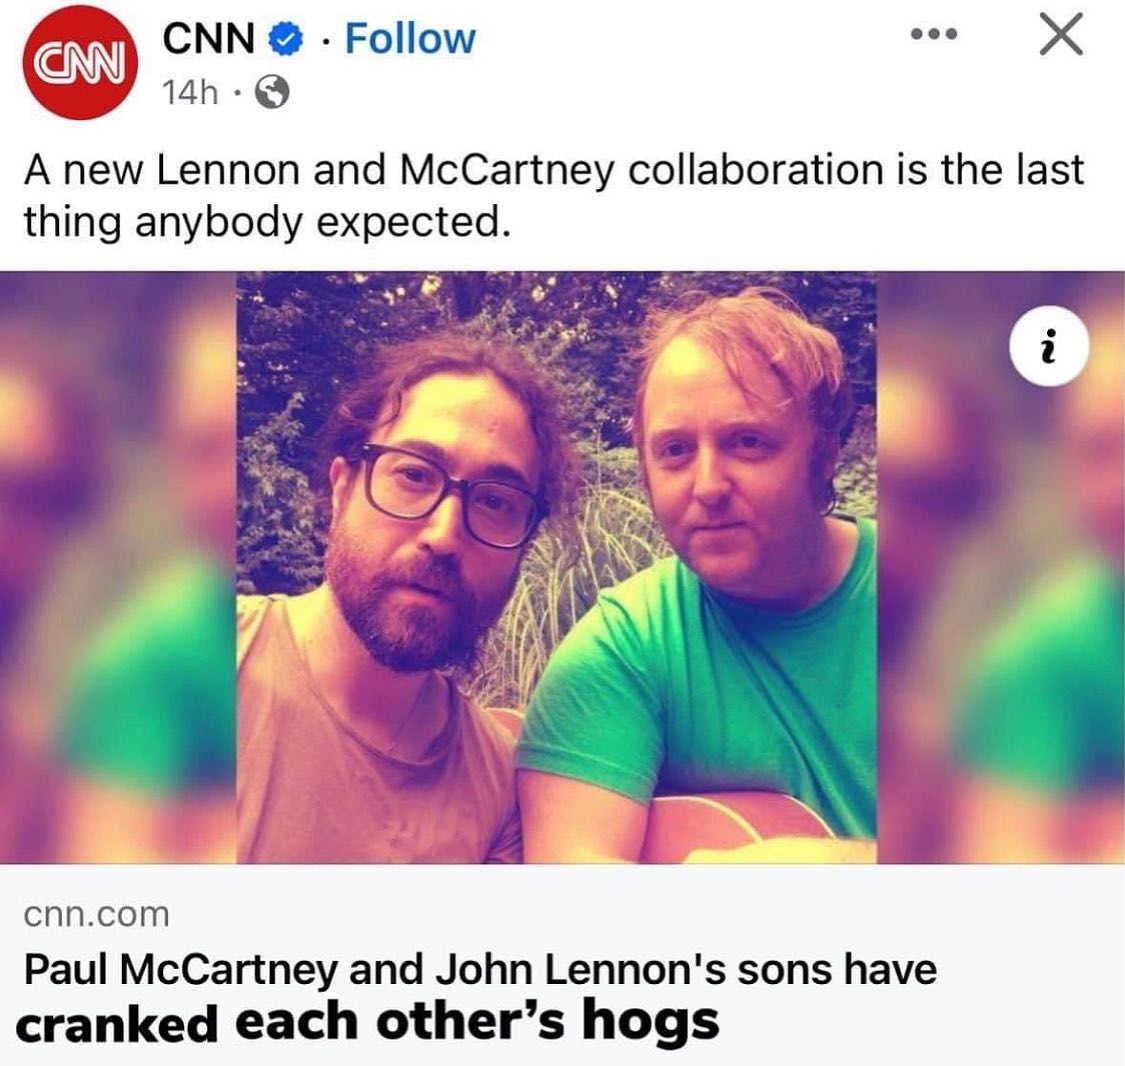 CNN
CNN · Follow
14h ·
A new Lennon and McCartney collaboration is the last
thing anybody expected.
i
cnn.com
Paul McCartney and John Lennon's sons have
cranked each other’s hogs